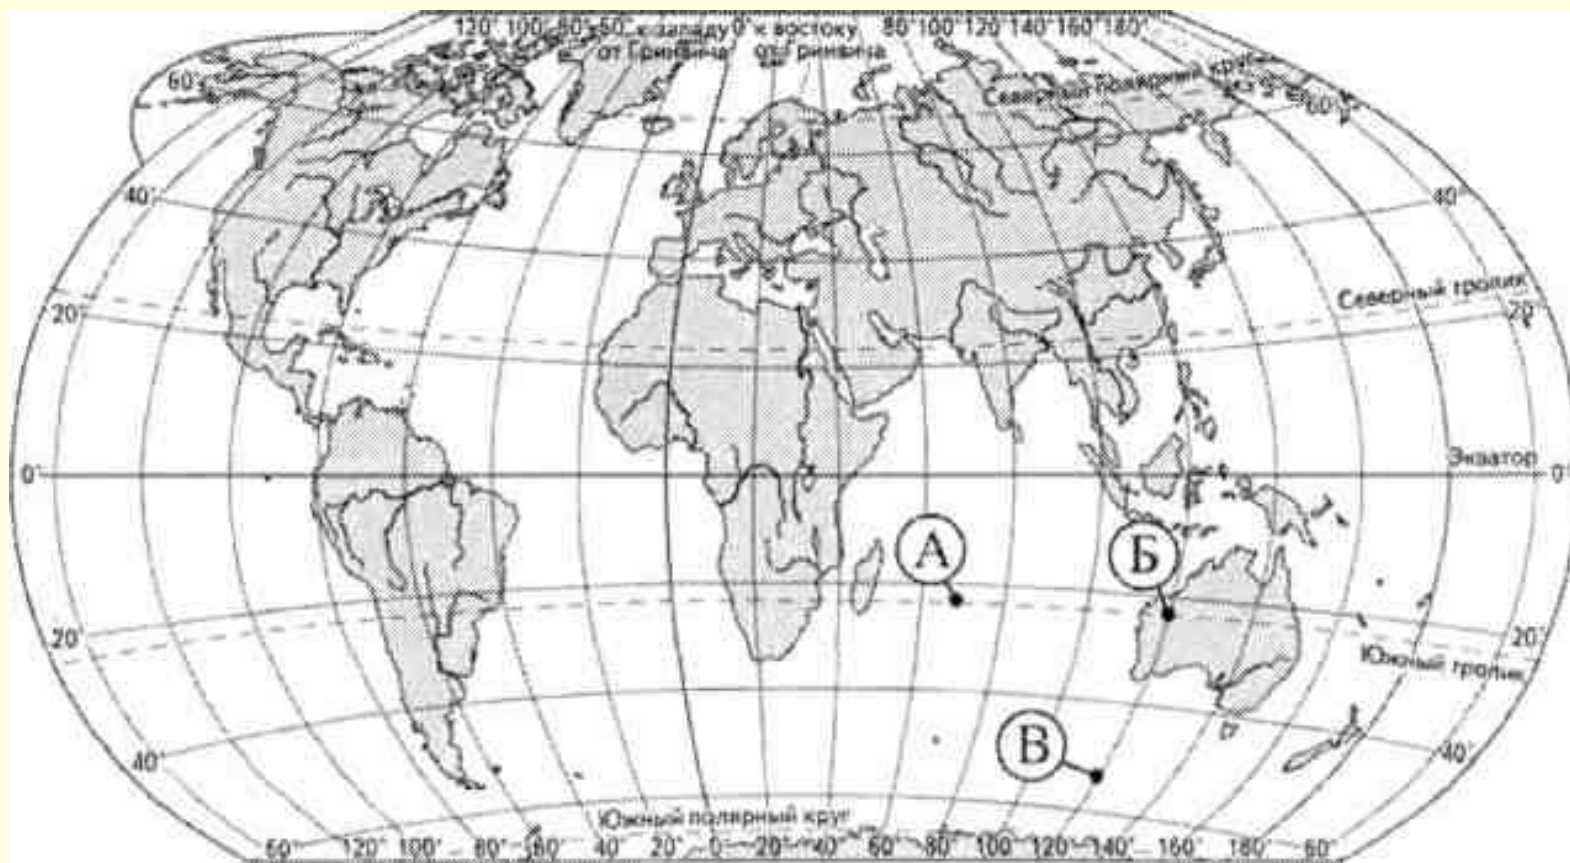 120° 100° 80° 60° к западу 0° к востоку 80 100° 120° 140° 160° 180°
от Гринвича от Гринвича
Северный полярный круг
60° 60°
40° 40°
Северный тропик
20° 20°
Экватор
0° 0°
А Б
20° 20°
Южный тропик
В
40° 40°
Южный полярный круг
60° 120° 100° 80° 60° 40° 20° 0° 20° 40° 60° 80° 100° 120° 160 180° 60°